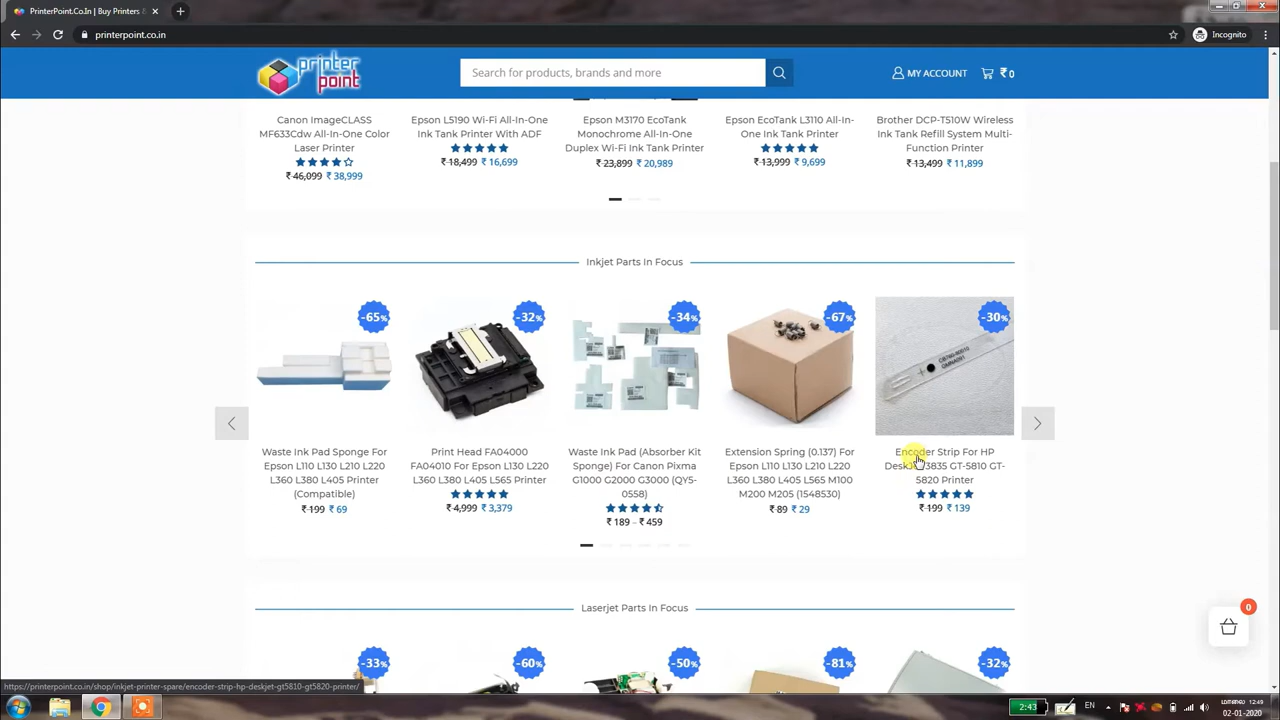 PrinterPoint.Co.In | Buy Printers &
printerpoint.co.in
Incognito
printer
point
Search for products, brands and more
MY ACCOUNT
₹ 0
Canon ImageCLASS
MF633Cdw All-In-One Color
Laser Printer
₹ 46,099 ₹ 38,999
Epson L5190 Wi-Fi All-In-One
Ink Tank Printer With ADF
₹ 18,499 ₹ 16,699
Epson M3170 EcoTank
Monochrome All-In-One
Duplex Wi-Fi Ink Tank Printer
₹ 23,899 ₹ 20,989
Epson EcoTank L3110 All-In-
One Ink Tank Printer
₹ 13,999 ₹ 9,699
Brother DCP-T510W Wireless
Ink Tank Refill System Multi-
Function Printer
₹ 13,499 ₹ 11,899
Inkjet Parts In Focus
-65%
-32%
-34%
-67%
-30%
Waste Ink Pad Sponge For
Epson L110 L130 L210 L220
L360 L380 L405 Printer
(Compatible)
₹ 199 ₹ 69
Print Head FA04000
FA04010 For Epson L130 L220
L360 L380 L405 L565 Printer
₹ 4,999 ₹ 3,379
Waste Ink Pad (Absorber Kit
Sponge) For Canon Pixma
G1000 G2000 G3000 (QY5-
0558)
₹ 189 – ₹ 459
Extension Spring (0.137) For
Epson L110 L130 L210 L220
L360 L380 L405 L565 M100
M200 M205 (1548530)
₹ 89 ₹ 29
Encoder Strip For HP
DeskJet 3835 GT-5810 GT-
5820 Printer
₹ 199 ₹ 139
Laserjet Parts In Focus
0
-33%
-60%
-50%
-81%
-32%
https://printerpoint.co.in/shop/inkjet-printer-spare/encoder-strip-hp-deskjet-gt5810-gt5820-printer/
2:43
EN
மாலை 12:49
02-01-2020